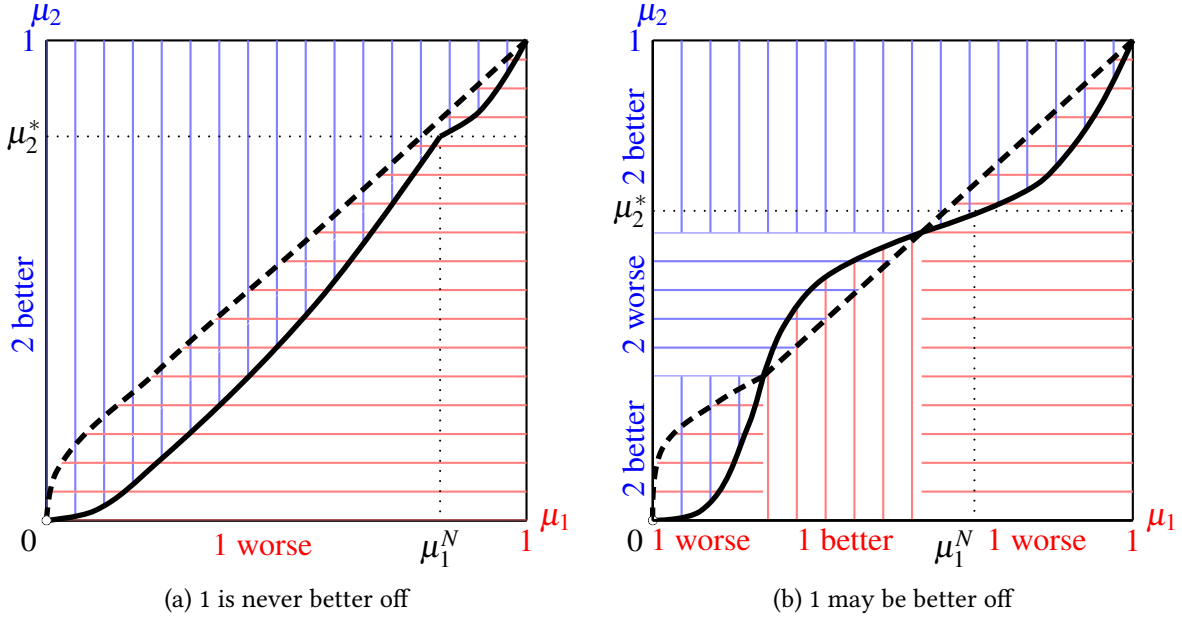 μ₂
1
2 better
μ₂*
0
1 worse
μ₁ᴺ
1
μ₁
(a) 1 is never better off
μ₂
1
2 better
μ₂*
2 worse
2 better
0
1 worse
1 better
μ₁ᴺ
1 worse
1
μ₁
(b) 1 may be better off